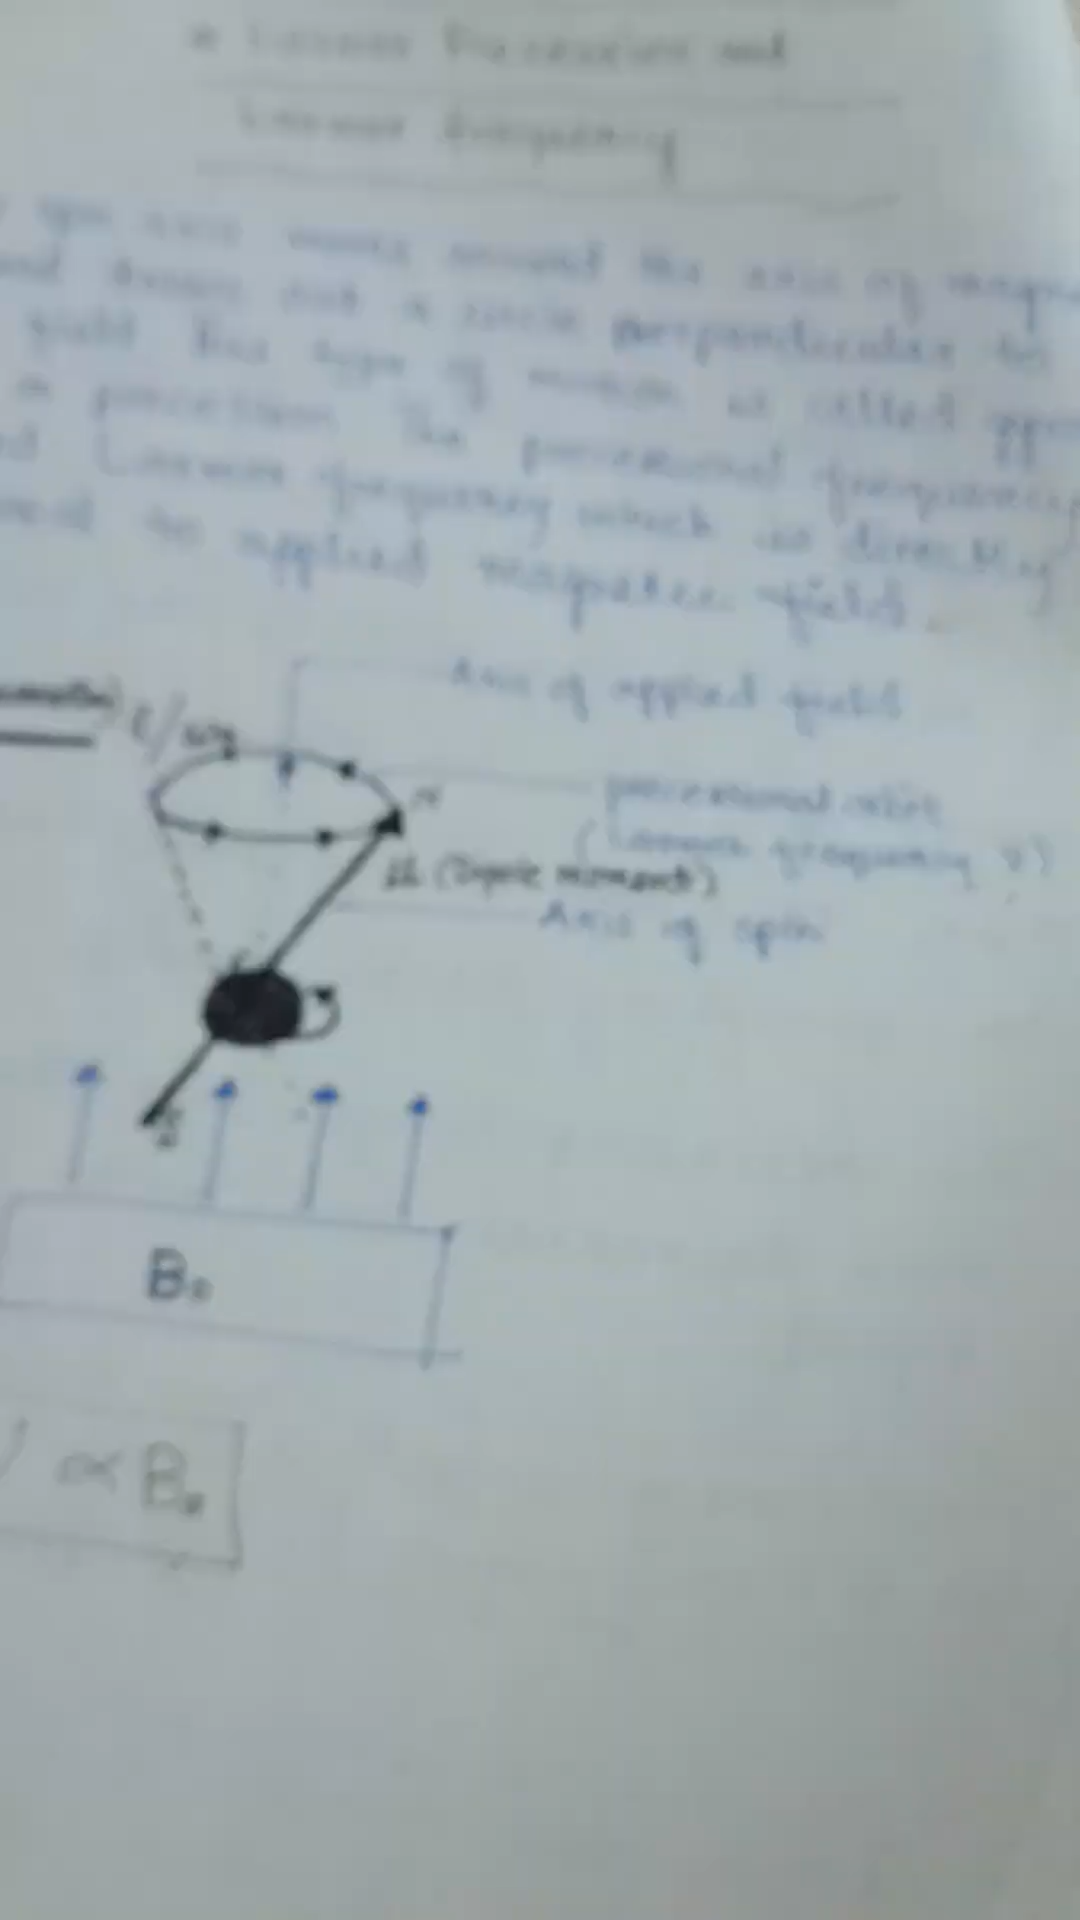 * Larmor Precession and
Larmor frequency
spin axis moves around the axis of
and draws out a circle perpendicular to
field this type of motion is called
precession. The precessional frequency
Larmor frequency which is directly
to applied magnetic field.
Axis of applied field
N
precessional orbit
(Larmor frequency ν)
μ (Dipole moment)
Axis of spin
S
B₀
∝ B₀